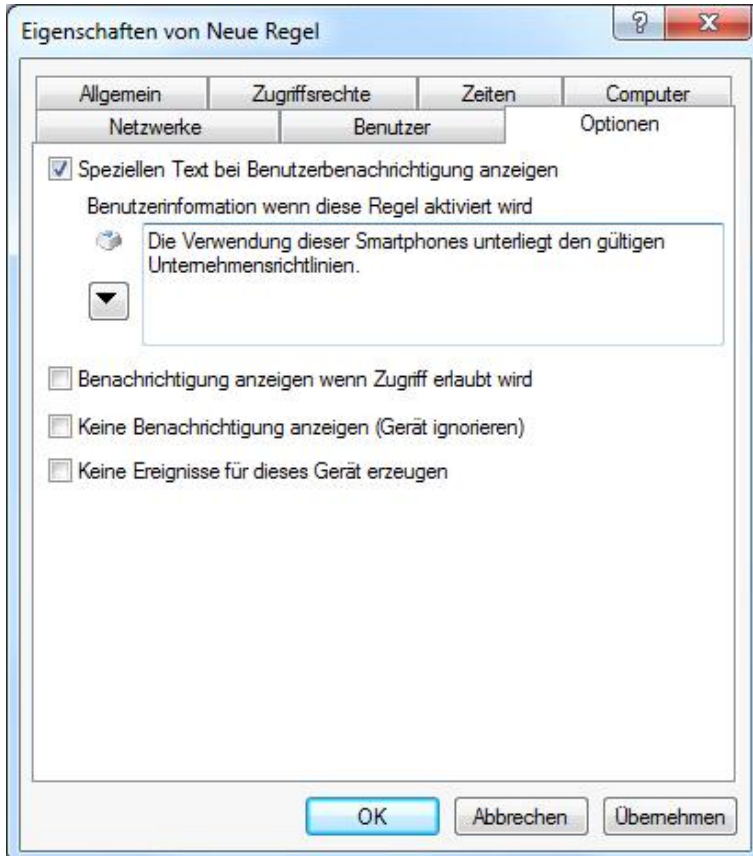 Eigenschaften von Neue Regel
Allgemein Zugriffsrechte Zeiten Computer
Netzwerke Benutzer Optionen
Speziellen Text bei Benutzerbenachrichtigung anzeigen
Benutzerinformation wenn diese Regel aktiviert wird
Die Verwendung dieser Smartphones unterliegt den gültigen
Unternehmensrichtlinien.
Benachrichtigung anzeigen wenn Zugriff erlaubt wird
Keine Benachrichtigung anzeigen (Gerät ignorieren)
Keine Ereignisse für dieses Gerät erzeugen
OK Abbrechen Übernehmen